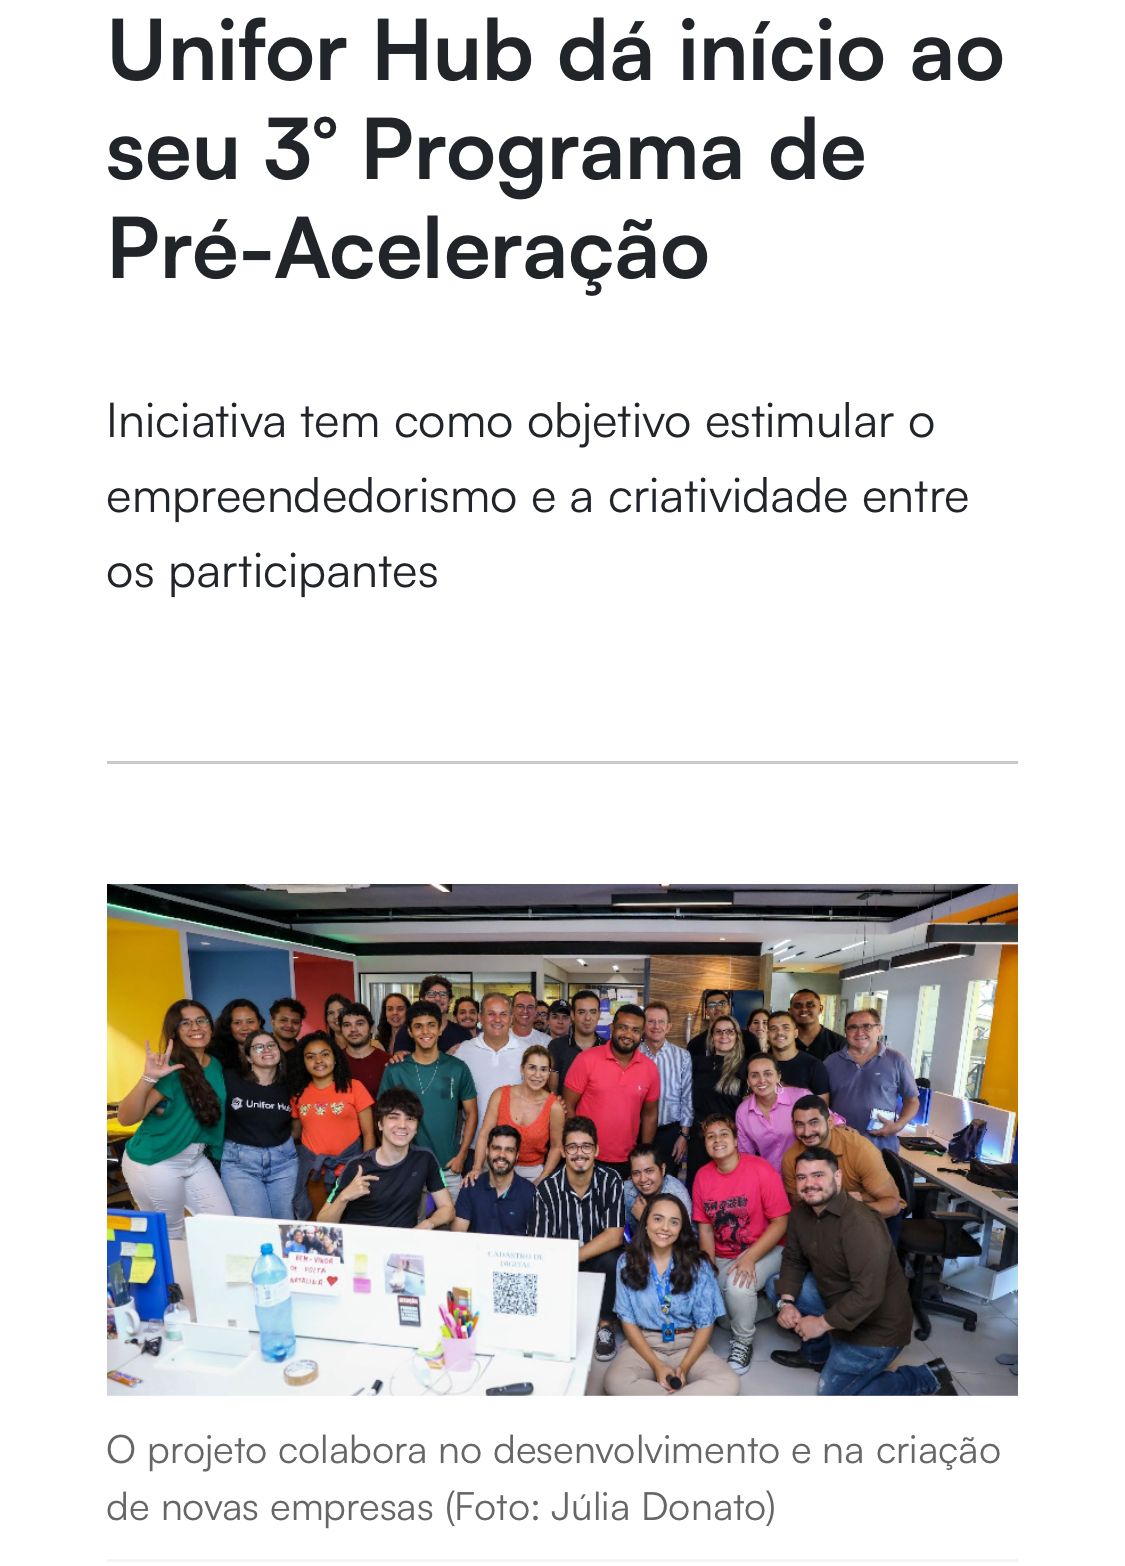 Unifor Hub dá início ao
seu 3° Programa de
Pré-Aceleração
Iniciativa tem como objetivo estimular o
empreendedorismo e a criatividade entre
os participantes
Unifor Hub
BEM-VINDA
DE VOLTA
NATÁLIA
CADASTRO DE
DIGITAL
O projeto colabora no desenvolvimento e na criação
de novas empresas (Foto: Júlia Donato)